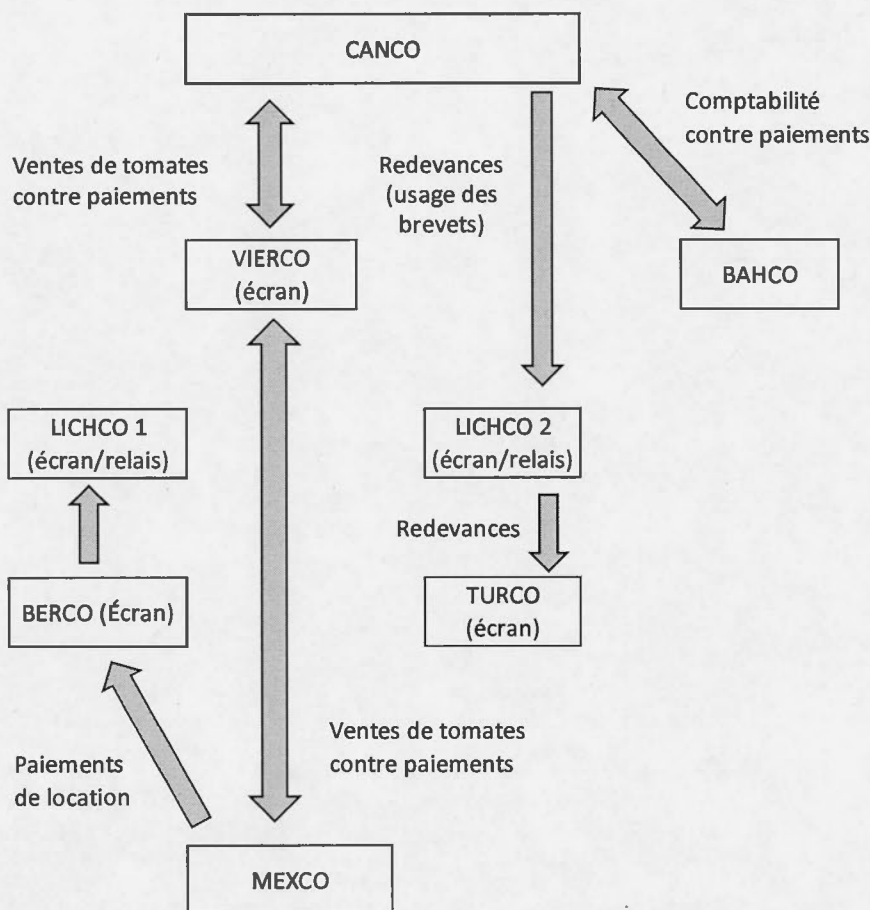 CANCO
Comptabilité
contre paiements
Ventes de tomates
contre paiements
Redevances
(usage des
brevets)
VIERCO
(écran)
BAHCO
LICHCO 1
(écran/relais)
LICHCO 2
(écran/relais)
Redevances
BERCO (Écran)
TURCO
(écran)
Paiements
de location
Ventes de tomates
contre paiements
MEXCO